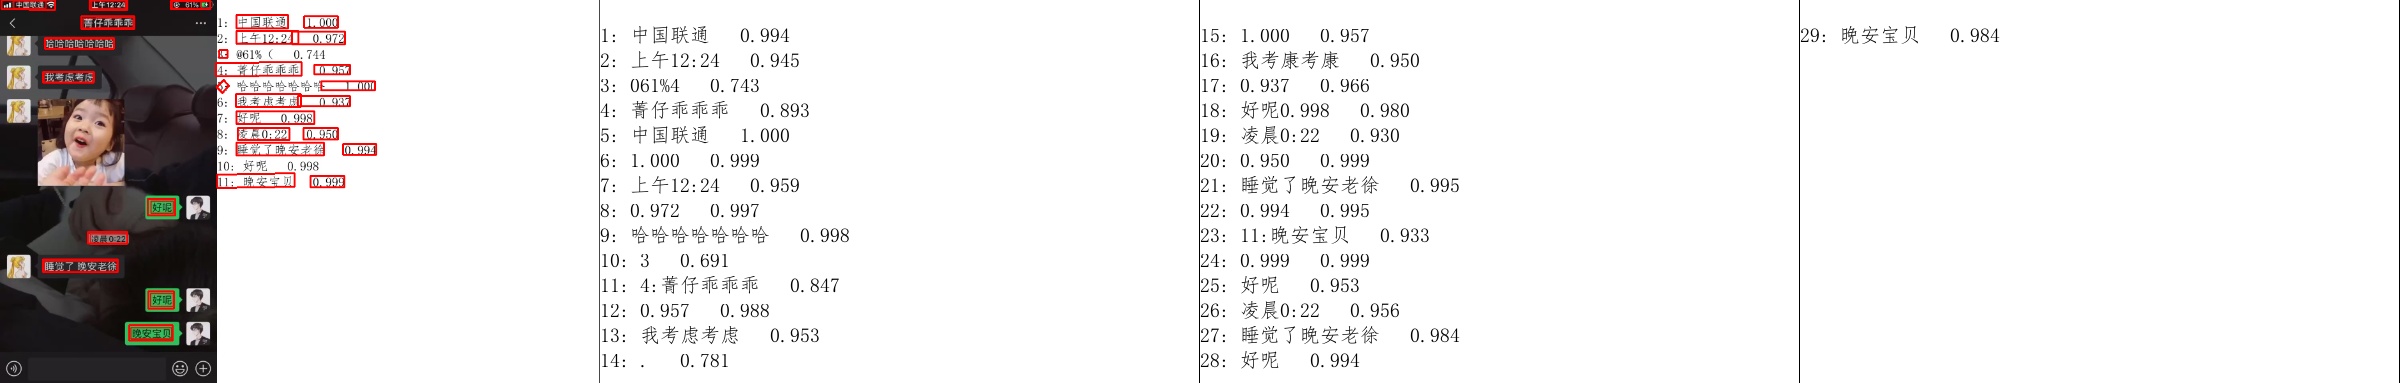 中国联通 上午12:24 @ 61%
菁仔乖乖乖
哈哈哈哈哈哈哈
我考虑考虑
好呢
凌晨0:22
睡觉了 晚安老徐
好呢
晚安宝贝
1: 中国联通 1.000
2: 上午12:24 0.972
@61%( 0.744
4: 菁仔乖乖乖 0.957
哈哈哈哈哈哈哈 1.000
6: 我考虑考虑 0.937
7: 好呢 0.998
8: 凌晨0:22 0.950
9: 睡觉了晚安老徐 0.994
10: 好呢 0.998
11: 晚安宝贝 0.999
1: 中国联通 0.994
2: 上午12:24 0.945
3: 061%4 0.743
4: 菁仔乖乖乖 0.893
5: 中国联通 1.000
6: 1.000 0.999
7: 上午12:24 0.959
8: 0.972 0.997
9: 哈哈哈哈哈哈哈 0.998
10: 3 0.691
11: 4:菁仔乖乖乖 0.847
12: 0.957 0.988
13: 我考虑考虑 0.953
14: . 0.781
15: 1.000 0.957
16: 我考康考康 0.950
17: 0.937 0.966
18: 好呢0.998 0.980
19: 凌晨0:22 0.930
20: 0.950 0.999
21: 睡觉了晚安老徐 0.995
22: 0.994 0.995
23: 11:晚安宝贝 0.933
24: 0.999 0.999
25: 好呢 0.953
26: 凌晨0:22 0.956
27: 睡觉了晚安老徐 0.984
28: 好呢 0.994
29: 晚安宝贝 0.984